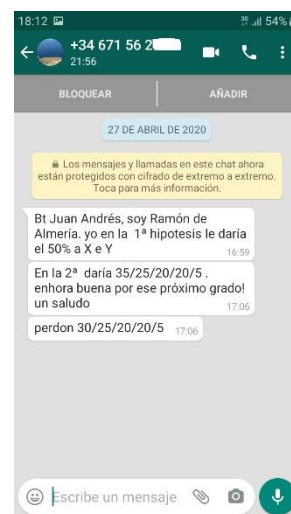 18:12 3G 54%
+34 671 56 2
21:56
BLOQUEAR AÑADIR
27 DE ABRIL DE 2020
Los mensajes y llamadas en este chat ahora
están protegidos con cifrado de extremo a extremo.
Toca para más información.
Bt Juan Andrés, soy Ramón de
Almería. yo en la 1ª hipotesis le daría
el 50% a X e Y
16:59
En la 2ª daría 35/25/20/20/5 .
enhora buena por ese próximo grado!
un saludo
17:06
perdon 30/25/20/20/5 17:06
Escribe un mensaje